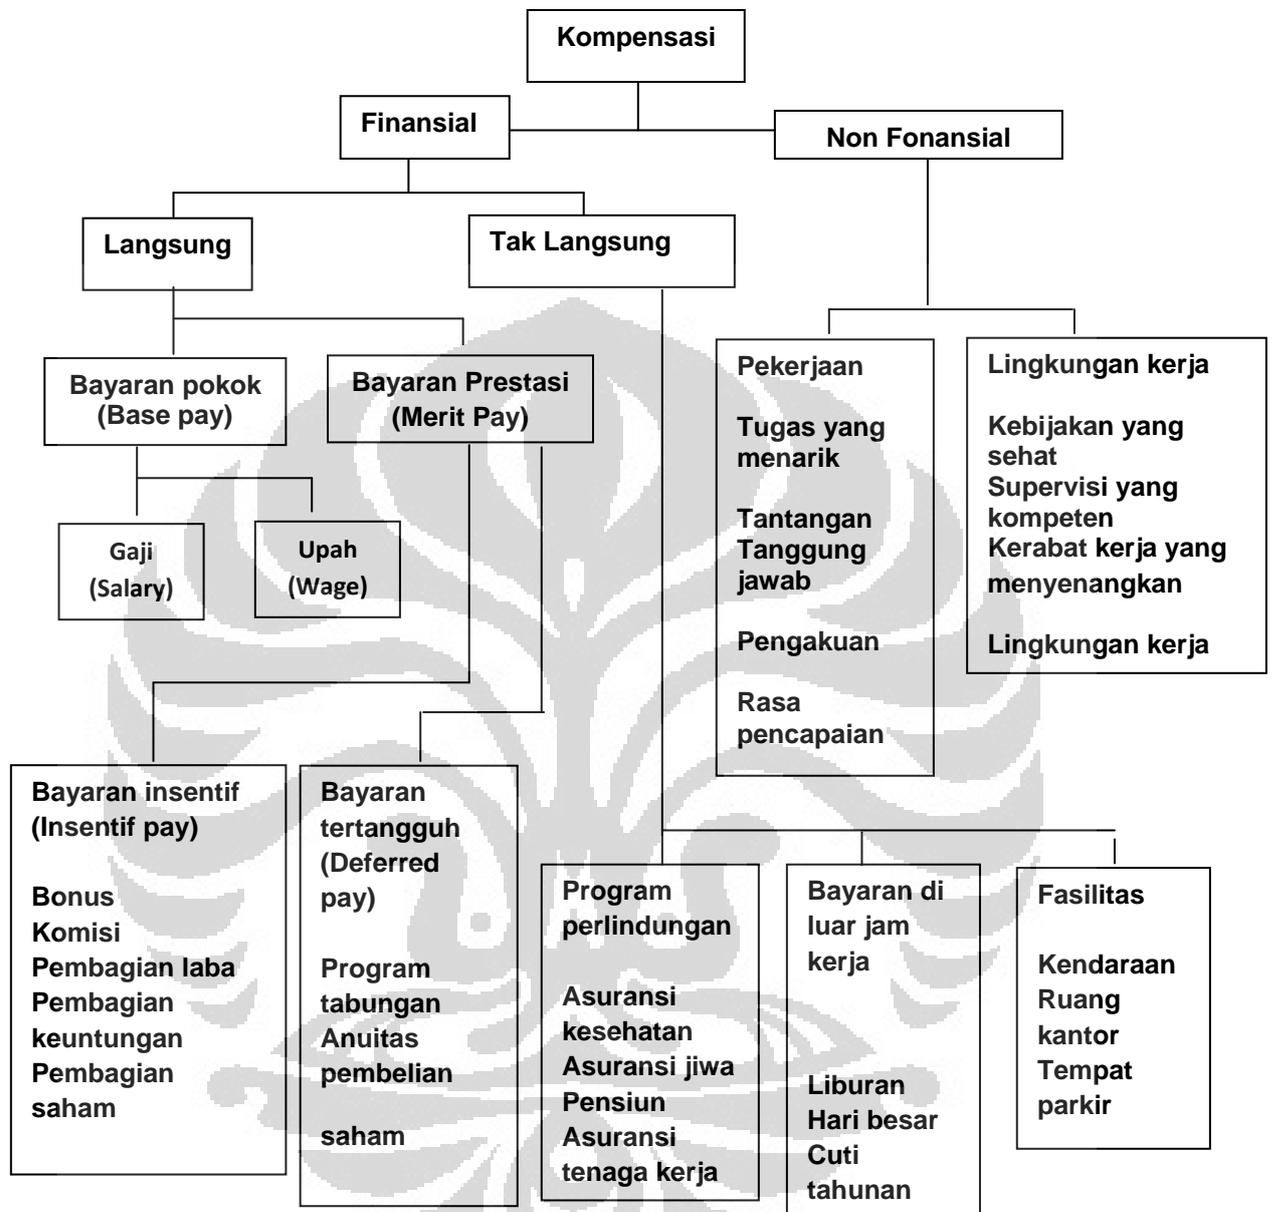 Kompensasi
Finansial
Non Fonansial
Langsung
Tak Langsung
Bayaran pokok
(Base pay)
Bayaran Prestasi
(Merit Pay)
Gaji
(Salary)
Upah
(Wage)
Pekerjaan
Tugas yang
menarik
Tantangan
Tanggung
jawab
Pengakuan
Rasa
pencapaian
Lingkungan kerja
Kebijakan yang
sehat
Supervisi yang
kompeten
Kerabat kerja yang
menyenangkan
Lingkungan kerja
Bayaran insentif
(Insentif pay)
Bonus
Komisi
Pembagian laba
Pembagian
keuntungan
Pembagian
saham
Bayaran
tertangguh
(Deferred
pay)
Program
tabungan
Anuitas
pembelian
saham
Program
perlindungan
Asuransi
kesehatan
Asuransi jiwa
Pensiun
Asuransi
tenaga kerja
Bayaran di
luar jam
kerja
Liburan
Hari besar
Cuti
tahunan
Fasilitas
Kendaraan
Ruang
kantor
Tempat
parkir